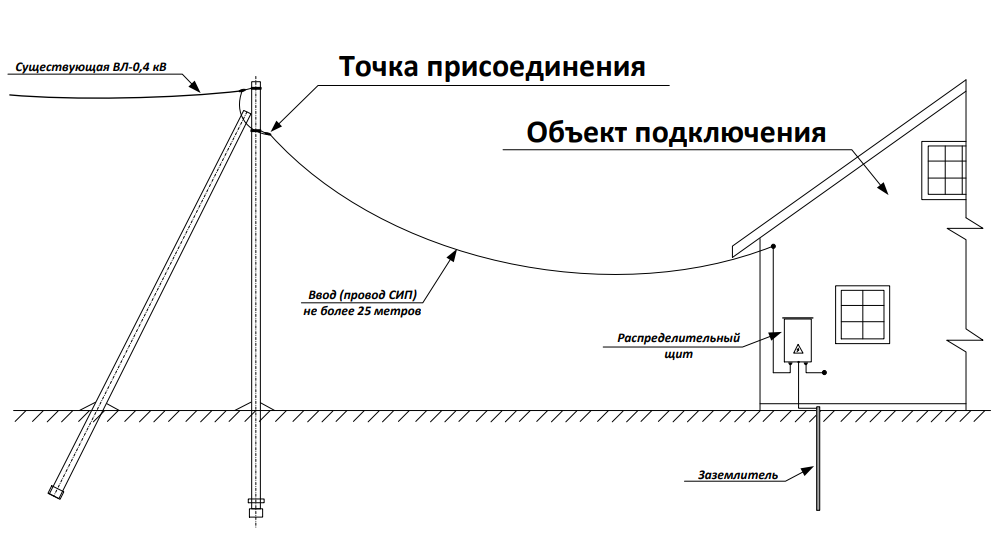 Существующая ВЛ-0,4 кВ
Точка присоединения
Объект подключения
Ввод (провод СИП)
не более 25 метров
Распределительный
щит
Заземлитель